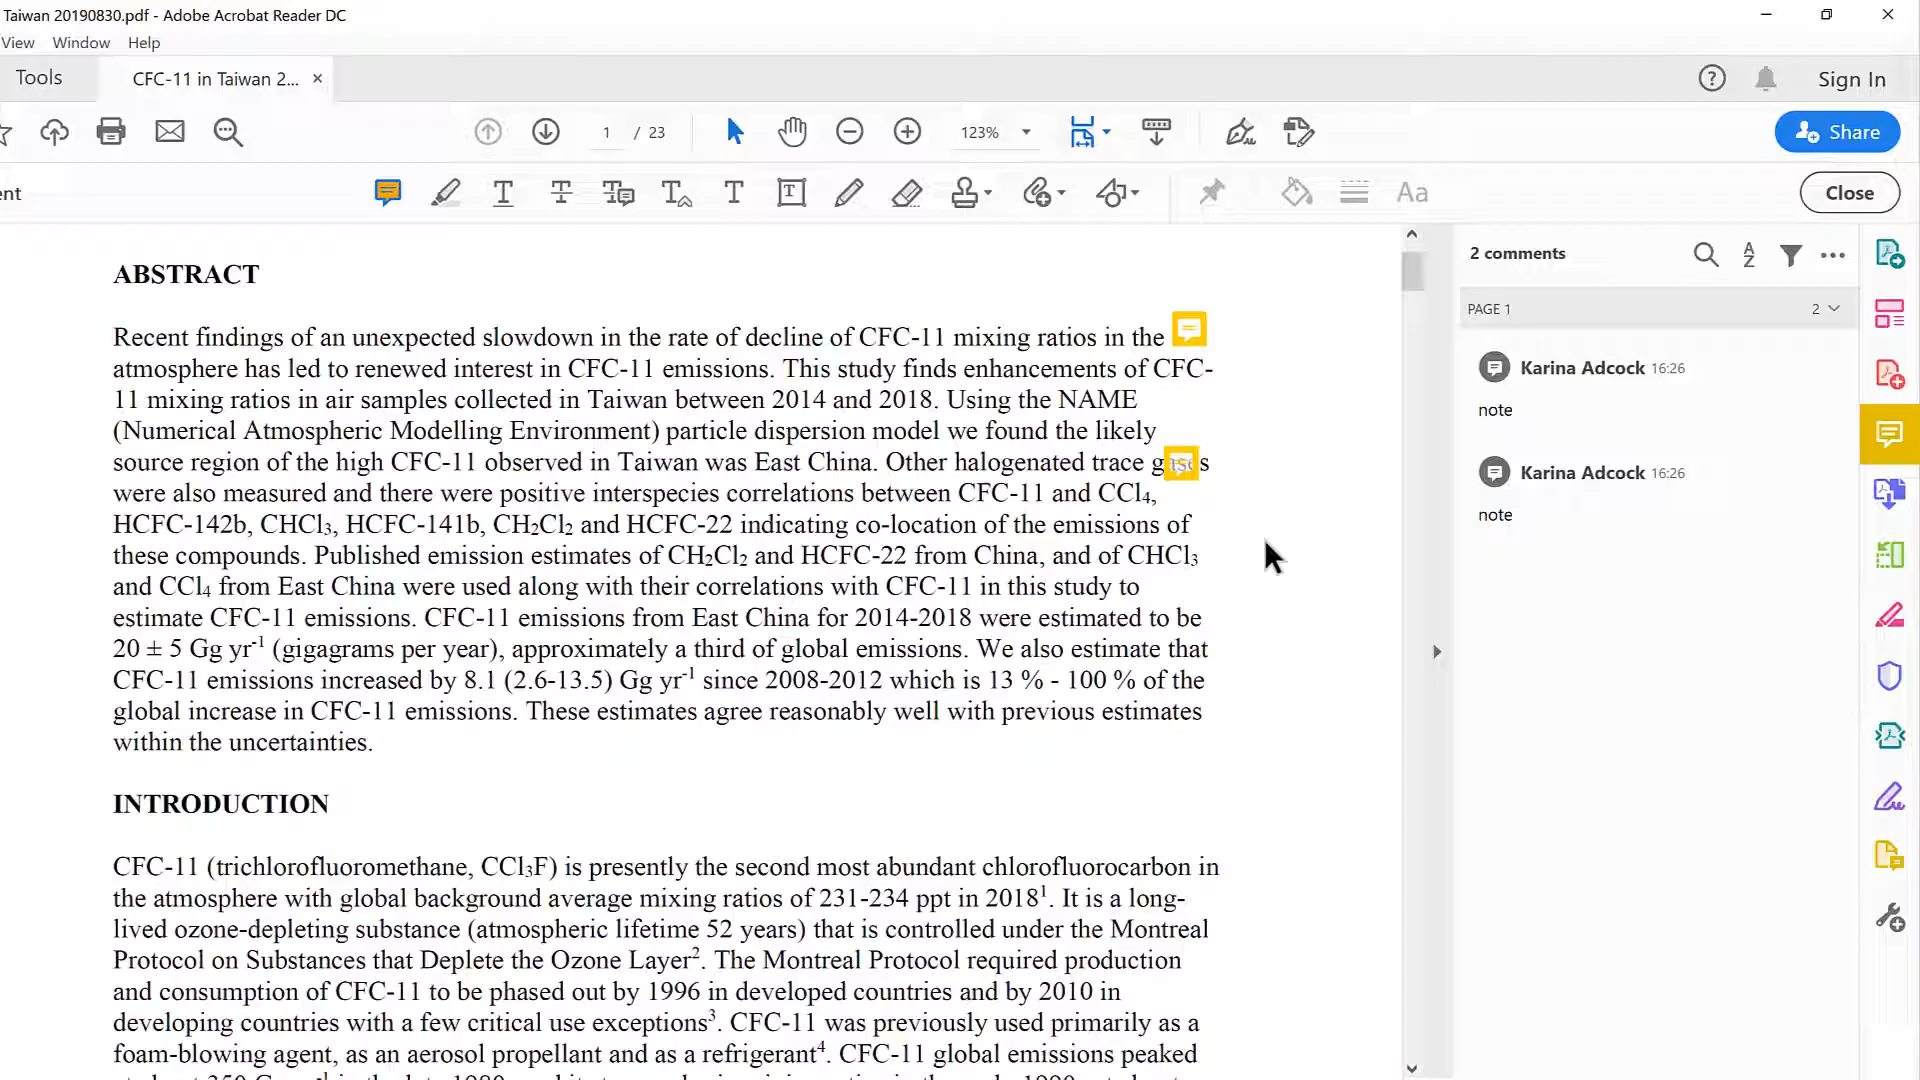 Taiwan 20190830.pdf - Adobe Acrobat Reader DC
View Window Help
Tools
CFC-11 in Taiwan 2... ×
Sign In
1 / 23
123%
Share
ent
T T T T T T
Aa
Close
ABSTRACT
Recent findings of an unexpected slowdown in the rate of decline of CFC-11 mixing ratios in the
atmosphere has led to renewed interest in CFC-11 emissions. This study finds enhancements of CFC-
11 mixing ratios in air samples collected in Taiwan between 2014 and 2018. Using the NAME
(Numerical Atmospheric Modelling Environment) particle dispersion model we found the likely
source region of the high CFC-11 observed in Taiwan was East China. Other halogenated trace gases
were also measured and there were positive interspecies correlations between CFC-11 and CCl₄,
HCFC-142b, CHCl₃, HCFC-141b, CH₂Cl₂ and HCFC-22 indicating co-location of the emissions of
these compounds. Published emission estimates of CH₂Cl₂ and HCFC-22 from China, and of CHCl₃
and CCl₄ from East China were used along with their correlations with CFC-11 in this study to
estimate CFC-11 emissions. CFC-11 emissions from East China for 2014-2018 were estimated to be
20 ± 5 Gg yr⁻¹ (gigagrams per year), approximately a third of global emissions. We also estimate that
CFC-11 emissions increased by 8.1 (2.6-13.5) Gg yr⁻¹ since 2008-2012 which is 13 % - 100 % of the
global increase in CFC-11 emissions. These estimates agree reasonably well with previous estimates
within the uncertainties.
INTRODUCTION
CFC-11 (trichlorofluoromethane, CCl₃F) is presently the second most abundant chlorofluorocarbon in
the atmosphere with global background average mixing ratios of 231-234 ppt in 2018¹. It is a long-
lived ozone-depleting substance (atmospheric lifetime 52 years) that is controlled under the Montreal
Protocol on Substances that Deplete the Ozone Layer². The Montreal Protocol required production
and consumption of CFC-11 to be phased out by 1996 in developed countries and by 2010 in
developing countries with a few critical use exceptions³. CFC-11 was previously used primarily as a
foam-blowing agent, as an aerosol propellant and as a refrigerant⁴. CFC-11 global emissions peaked
2 comments
A
Z
PAGE 1
2
Karina Adcock 16:26
note
Karina Adcock 16:26
note